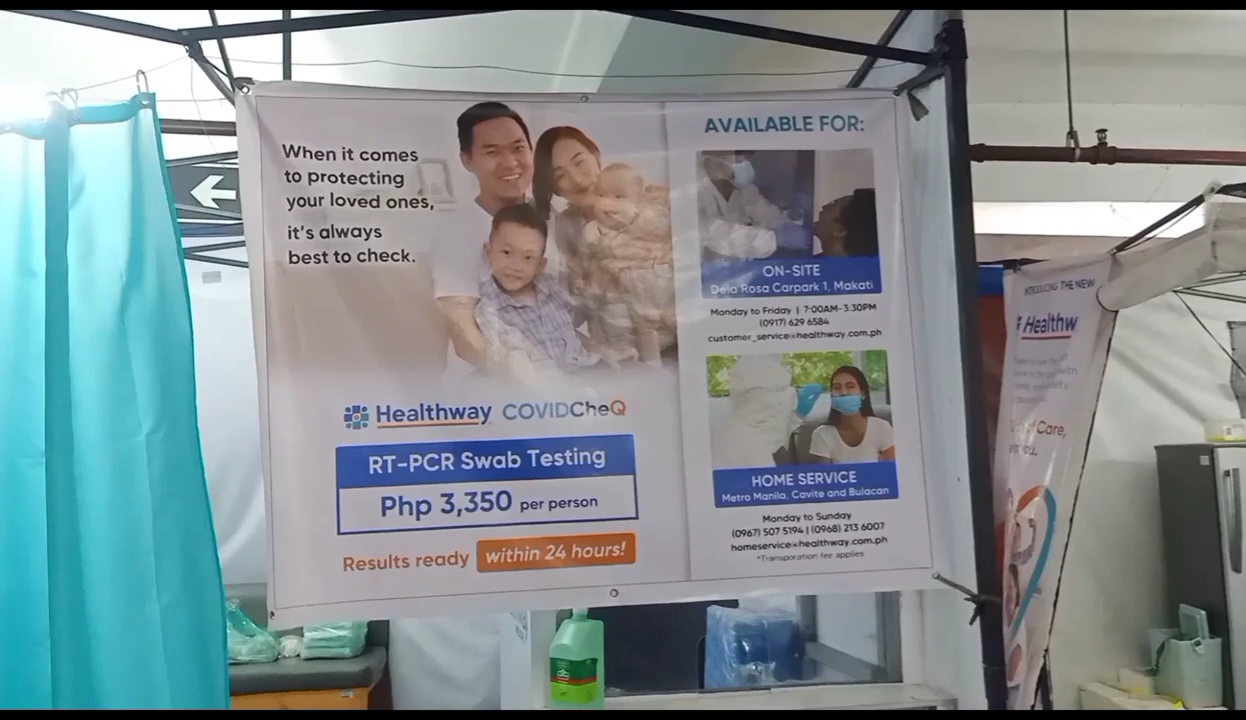 When it comes
to protecting
your loved ones,
it's always
best to check.
Healthway COVIDCheQ
RT-PCR Swab Testing
Php 3,350 per person
Results ready within 24 hours!
AVAILABLE FOR:
ON-SITE
Dela Rosa Carpark 1, Makati
Monday to Friday | 7:00AM-3:30PM
(0917) 629 6584
customer_service@healthway.com.ph
HOME SERVICE
Metro Manila, Cavite and Bulacan
Monday to Sunday
(0967) 507 5194 | (0968) 213 6007
homeservice@healthway.com.ph
*Transporation fee applies
INTRODUCING THE NEW
Healthw
Care,